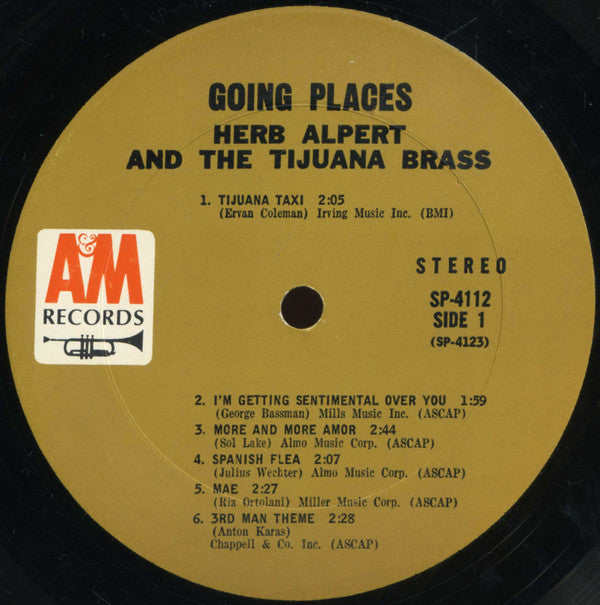 GOING PLACES
HERB ALPERT
AND THE TIJUANA BRASS
1. TIJUANA TAXI 2:05
(Ervan Coleman) Irving Music Inc. (BMI)
A&M
RECORDS
STEREO
SP-4112
SIDE 1
(SP-4123)
2. I'M GETTING SENTIMENTAL OVER YOU 1:59
(George Bassman) Mills Music Inc. (ASCAP)
3. MORE AND MORE AMOR 2:44
(Sol Lake) Almo Music Corp. (ASCAP)
4. SPANISH FLEA 2:07
(Julius Wechter) Almo Music Corp. (ASCAP)
5. MAE 2:27
(Riz Ortolani) Miller Music Corp. (ASCAP)
6. 3RD MAN THEME 2:28
(Anton Karas)
Chappell & Co. Inc. (ASCAP)